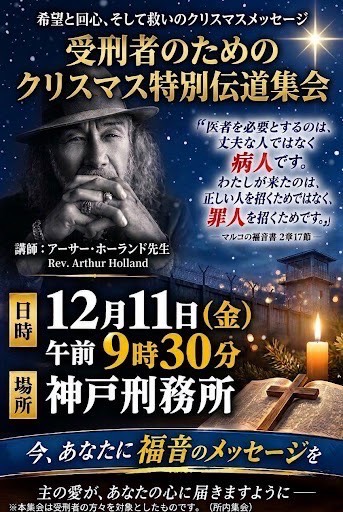 希望と回心、そして救いのクリスマスメッセージ
受刑者のための
クリスマス特別伝道集会
“医者を必要とするのは、
丈夫な人ではなく
病人です。
わたしが来たのは、
正しい人を招くためではなく、
罪人を招くためです。”
マルコの福音書 2章17節
講師：アーサー・ホーランド先生
Rev. Arthur Holland
日時
12月11日(金)
午前 9時30分
場所
神戸刑務所
今、あなたに 福音のメッセージを
主の愛が、あなたの心に届きますように──
※本集会は受刑者の方々を対象としたものです。（所内集会）